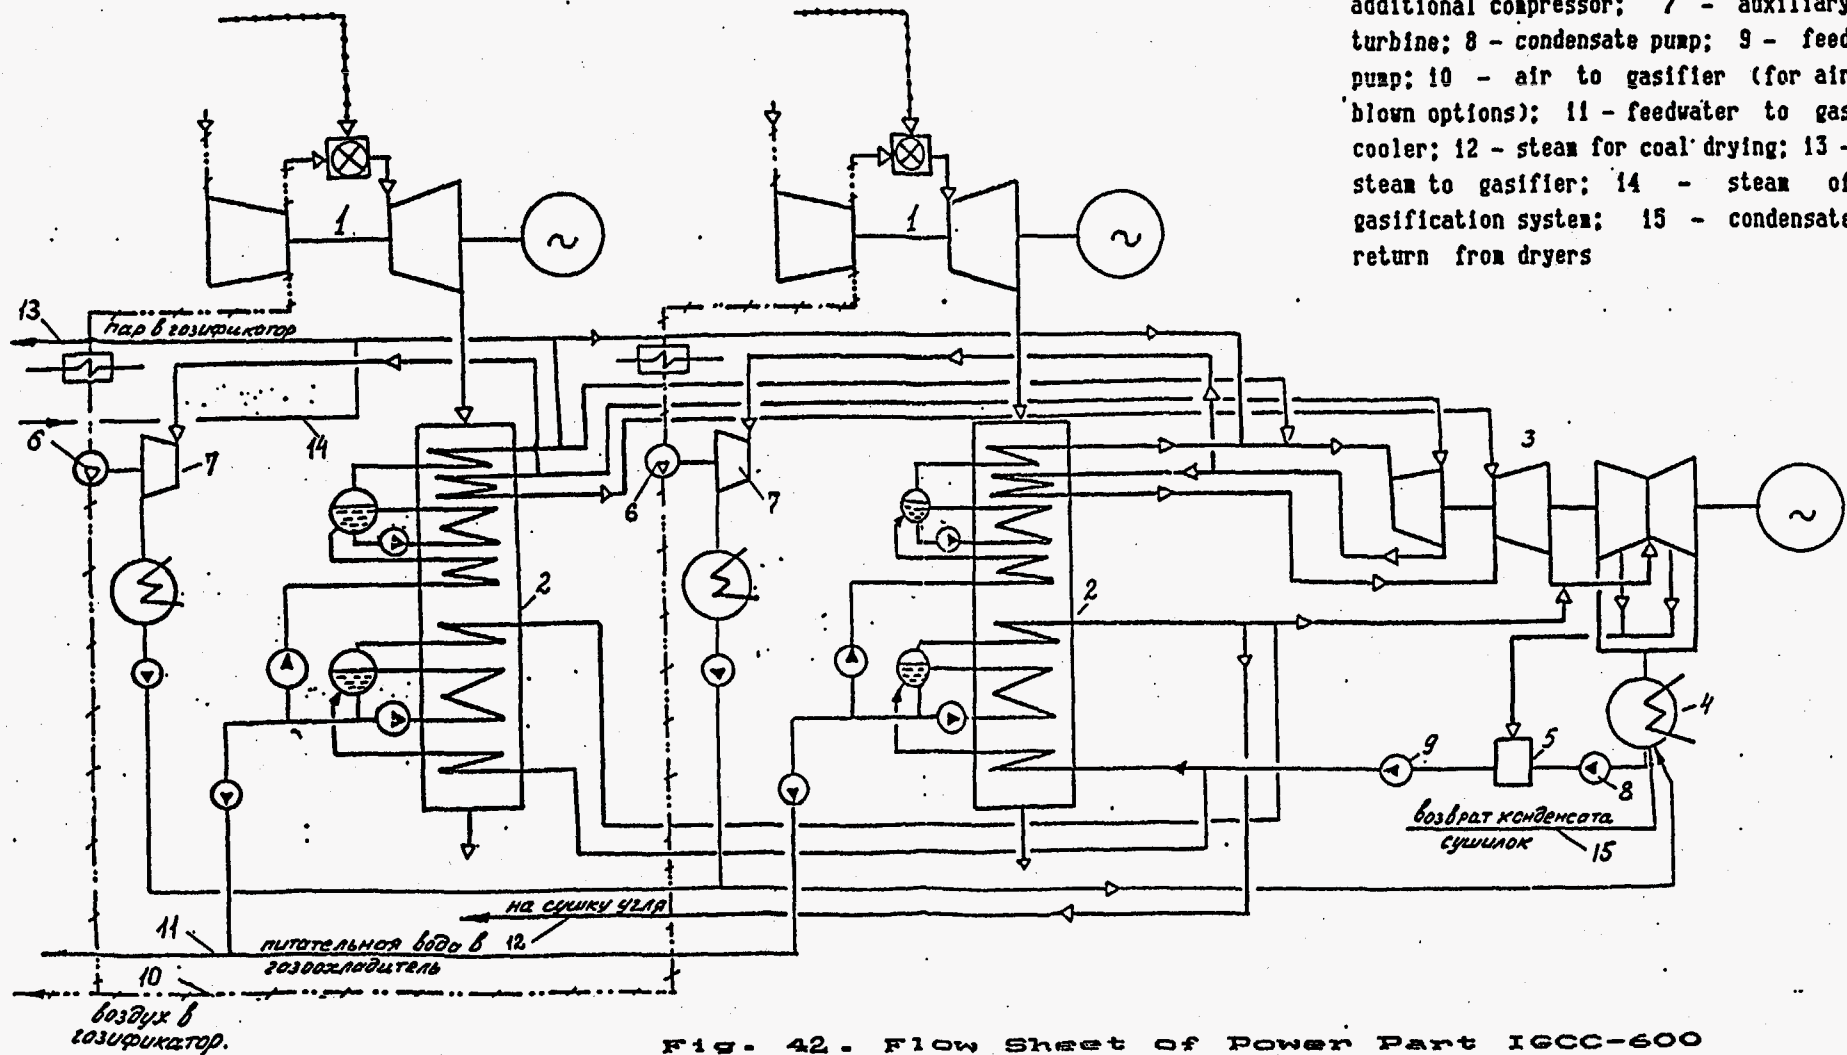 additional compressor; 7 - auxiliary
turbine; 8 - condensate pump; 9 - feed
pump; 10 - air to gasifier (for air
blown options); 11 - feedwater to gas
cooler; 12 - steam for coal drying; 13 -
steam to gasifier; 14 - steam of
gasification system; 15 - condensate
return from dryers
1
~
1
~
13
пар в газификатор
14
6
7
6
7
3
~
2
2
4
5
9
8
возврат конденсата
сушилок
15
на сушку угля
12
11
питательная вода в
газоохладитель
10
воздух в
газификатор.
Fig. 42. Flow Sheet of Power Part IGCC-600